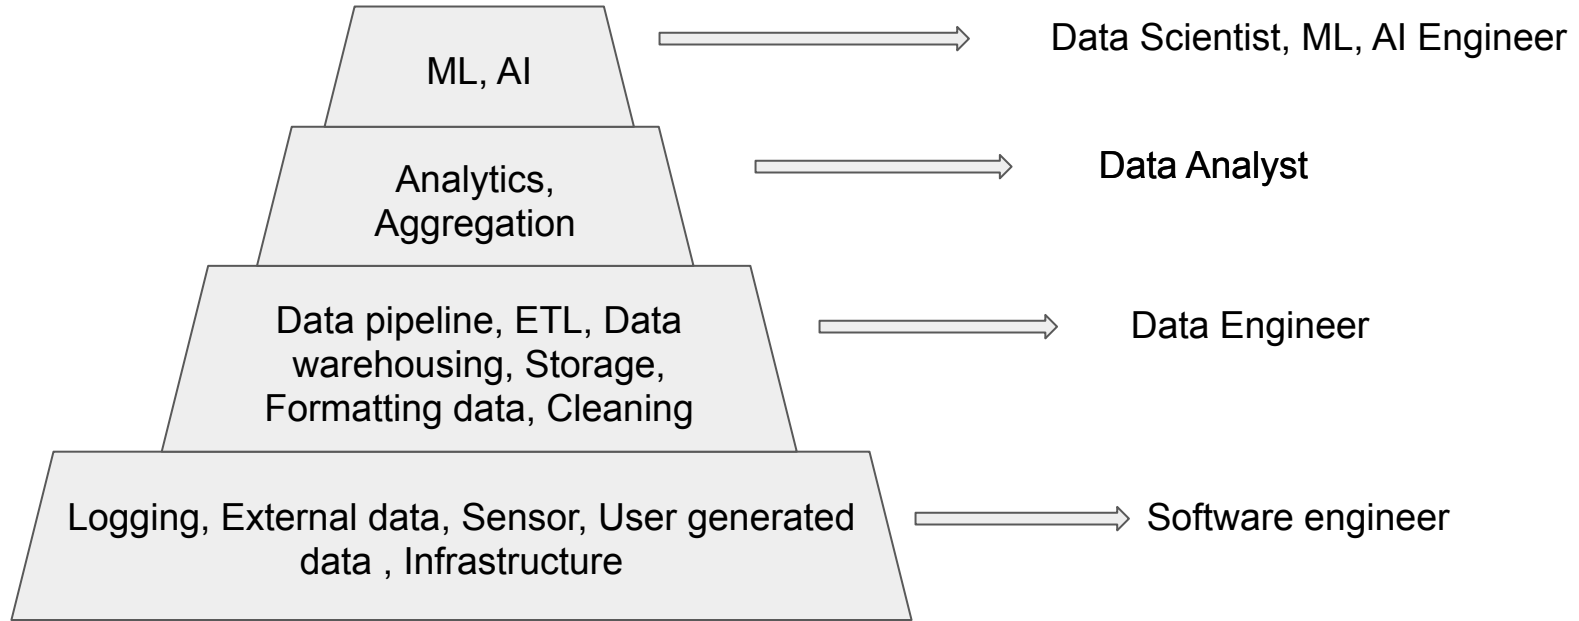 ML, AI
Data Scientist, ML, AI Engineer
Analytics,
Aggregation
Data Analyst
Data pipeline, ETL, Data
warehousing, Storage,
Formatting data, Cleaning
Data Engineer
Logging, External data, Sensor, User generated
data , Infrastructure
Software engineer